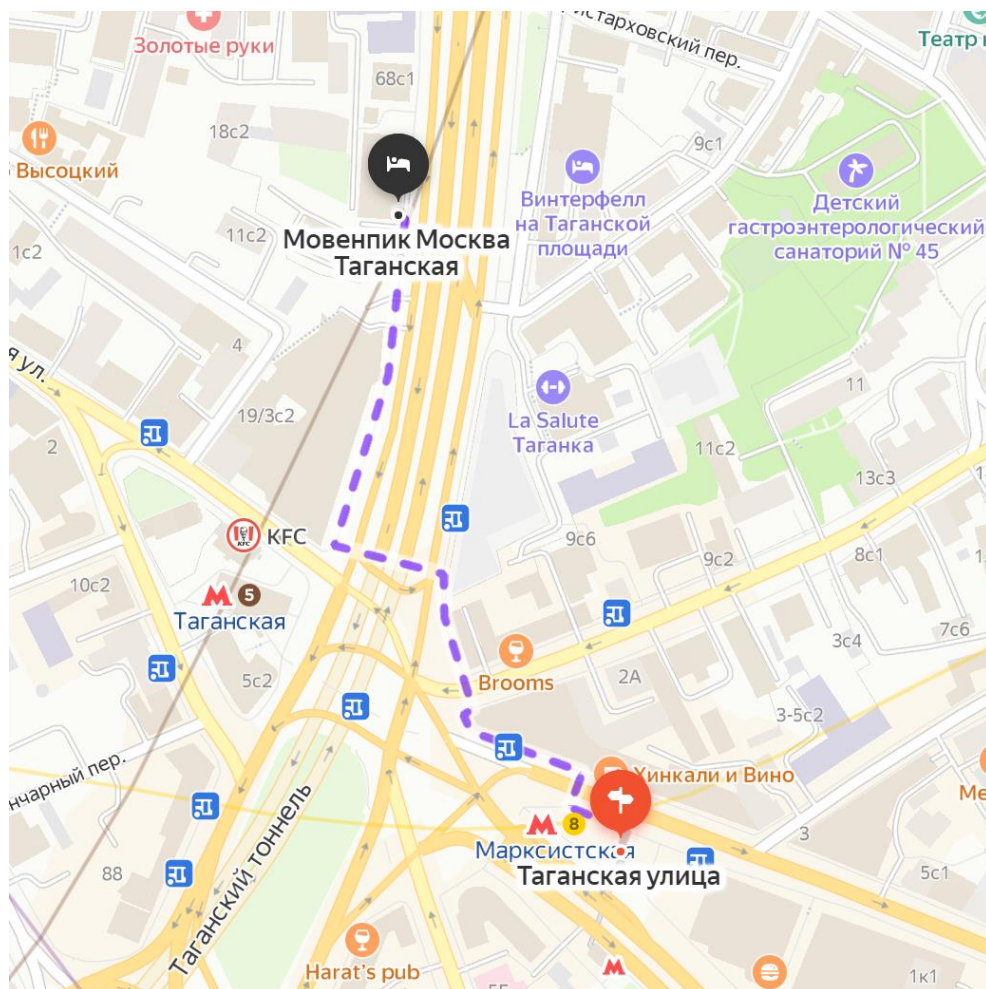 Золотые руки
68с1
Театр
пер.
18с2
9с1
Высоцкий
Винтерфелл
на Таганской
площади
Детский
гастроэнтерологический
санаторий № 45
11с2
Мовенпик Москва
Таганская
1с2
4
ул.
19/3с2
La Salute
Таганка
11
11с2
2
13с3
KFC
KFC
9с6
9с2
8с1
10с2
5
Таганская
3с4
7с6
5с2
Brooms
2А
3-5с2
пер.
Хинкали и Вино
8
Марксистская
3
Таганская улица
88
Таганский тоннель
5с1
Harat's pub
1к1